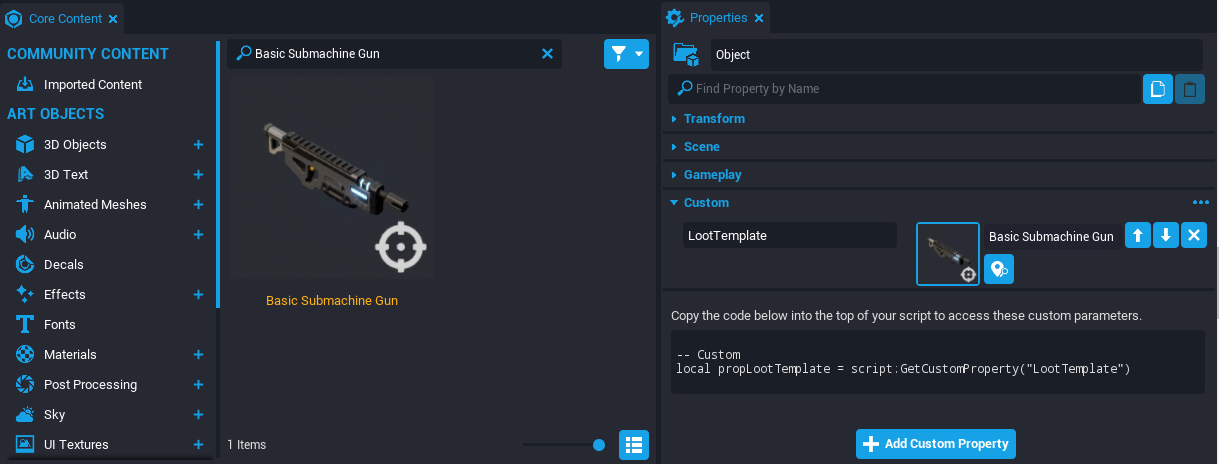 Core Content
COMMUNITY CONTENT
Imported Content
ART OBJECTS
3D Objects
3D Text
Animated Meshes
Audio
Decals
Effects
Fonts
Materials
Post Processing
Sky
UI Textures
Basic Submachine Gun
Basic Submachine Gun
1 Items
Properties
Object
Find Property by Name
Transform
Scene
Gameplay
Custom
LootTemplate
Basic Submachine Gun
Copy the code below into the top of your script to access these custom parameters.
-- Custom
local propLootTemplate = script:GetCustomProperty("LootTemplate")
Add Custom Property